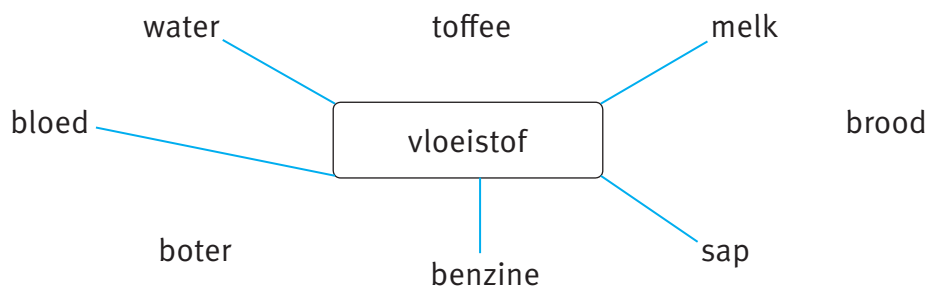 water toffee melk
bloed vloeistof brood
boter benzine sap